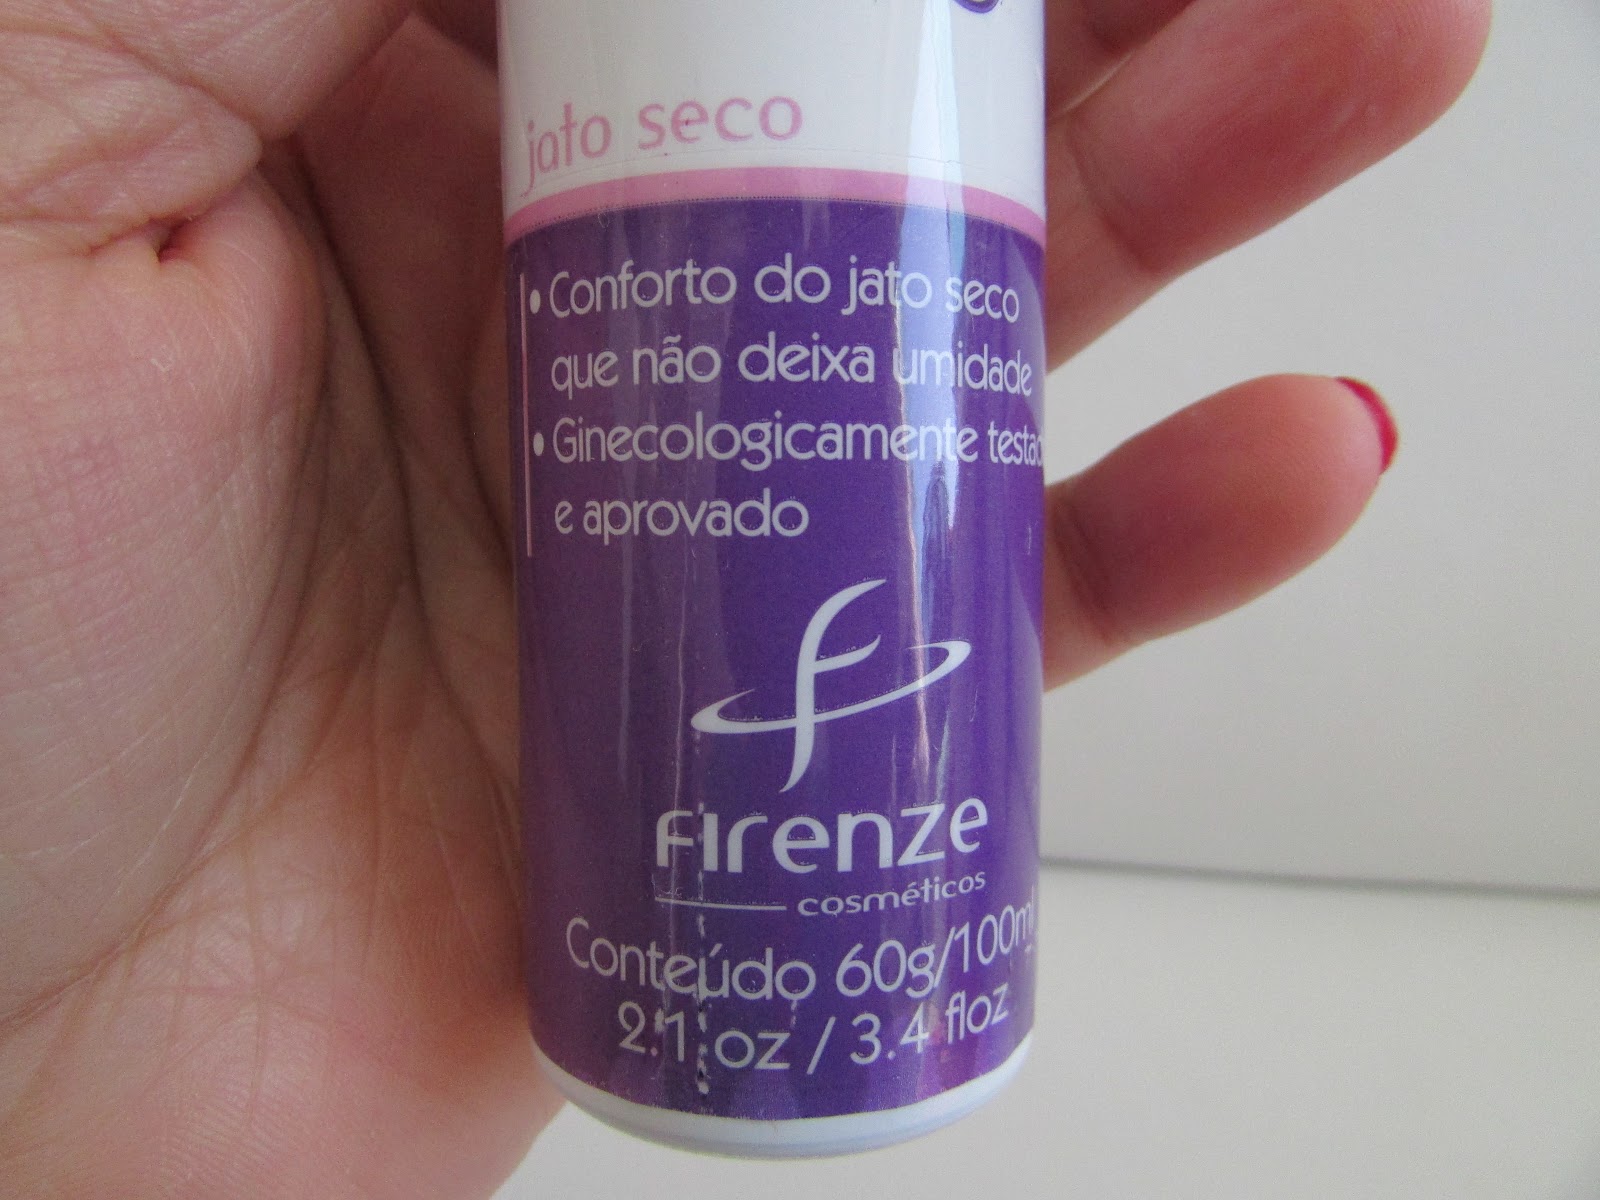 jato seco
• Conforto do jato seco
que não deixa umidade
• Ginecologicamente
e aprovado
FIRENZE
cosméticos
Conteúdo 60g/100ml
2.1 oz / 3.4 floz